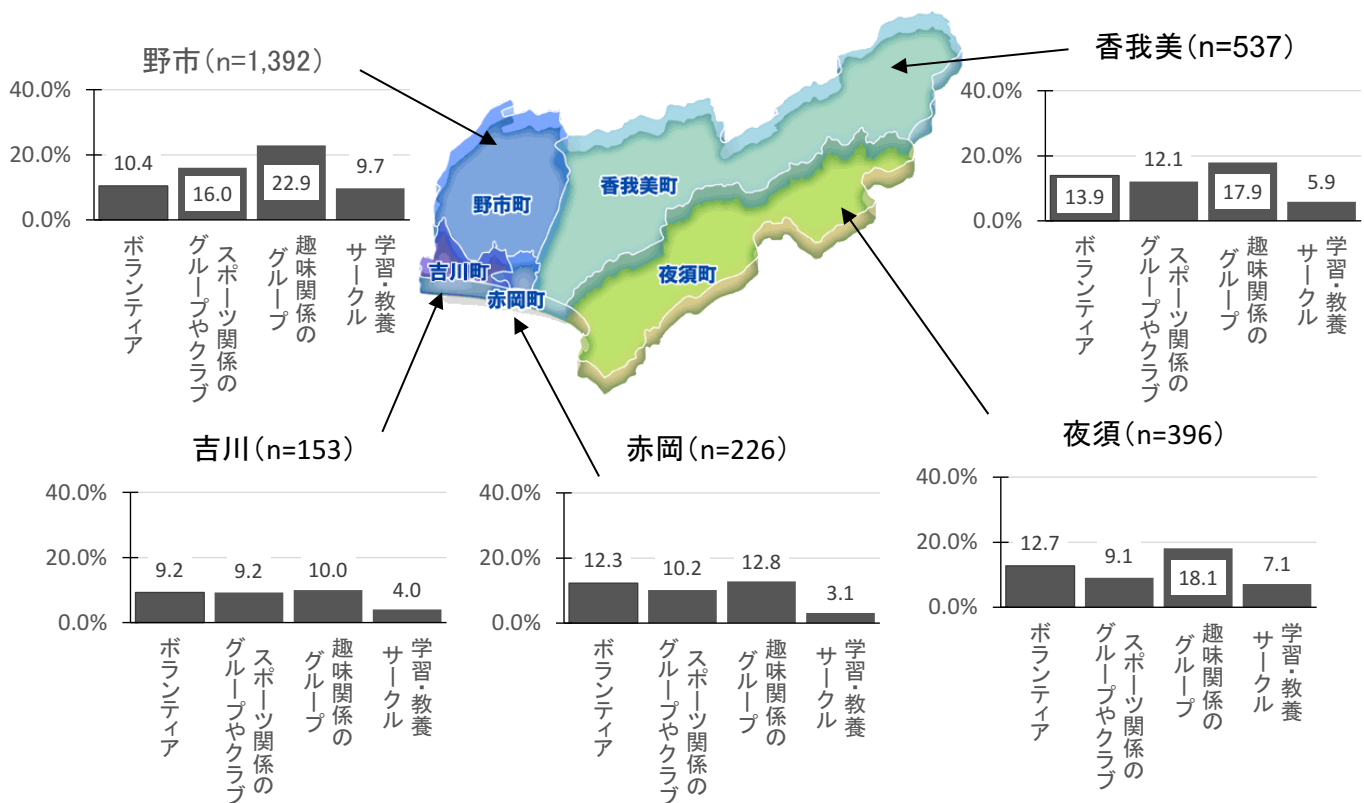 野市(n=1,392)
40.0%
20.0%
0.0%
10.4
16.0
22.9
9.7
ボランティア
スポーツ関係の
グループやクラブ
趣味関係の
グループ
学習・教養
サークル
香我美(n=537)
40.0%
20.0%
0.0%
13.9
12.1
17.9
5.9
ボランティア
スポーツ関係の
グループやクラブ
趣味関係の
グループ
学習・教養
サークル
野市町
香我美町
吉川町
赤岡町
夜須町
吉川(n=153)
40.0%
20.0%
0.0%
9.2
9.2
10.0
4.0
ボランティア
スポーツ関係の
グループやクラブ
趣味関係の
グループ
学習・教養
サークル
赤岡(n=226)
40.0%
20.0%
0.0%
12.3
10.2
12.8
3.1
ボランティア
スポーツ関係の
グループやクラブ
趣味関係の
グループ
学習・教養
サークル
夜須(n=396)
40.0%
20.0%
0.0%
12.7
9.1
18.1
7.1
ボランティア
スポーツ関係の
グループやクラブ
趣味関係の
グループ
学習・教養
サークル